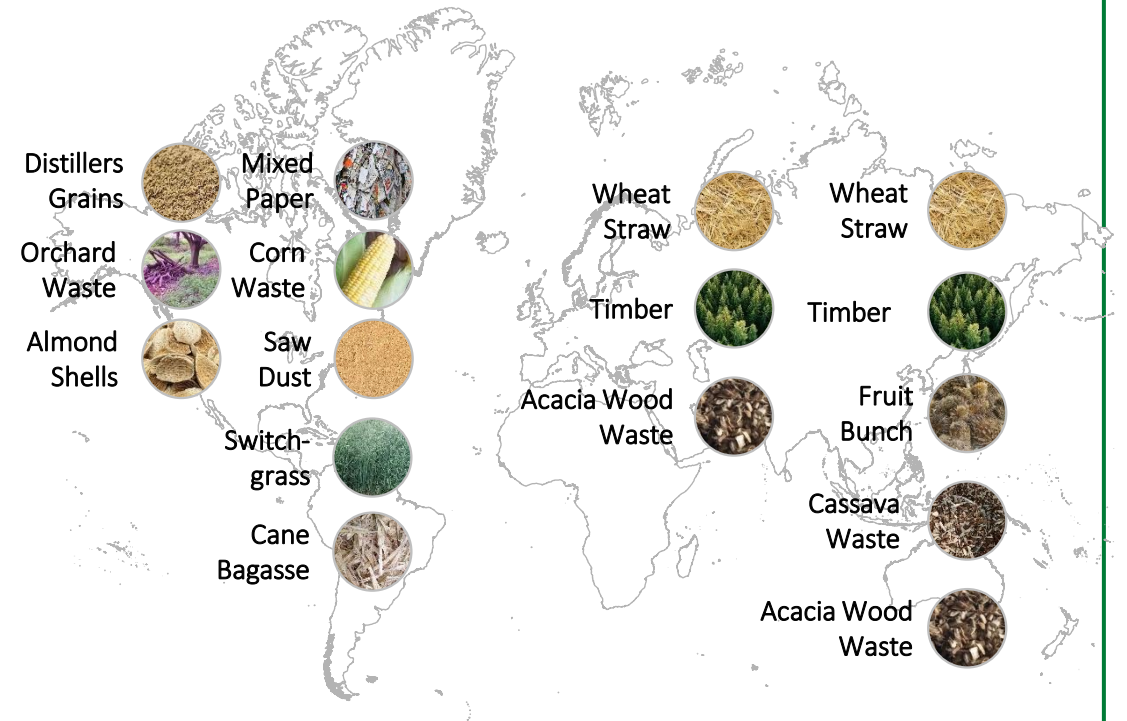 Distillers
Grains
Mixed
Paper
Orchard
Waste
Corn
Waste
Almond
Shells
Saw
Dust
Switch-
grass
Cane
Bagasse
Wheat
Straw
Timber
Acacia Wood
Waste
Wheat
Straw
Timber
Fruit
Bunch
Cassava
Waste
Acacia Wood
Waste